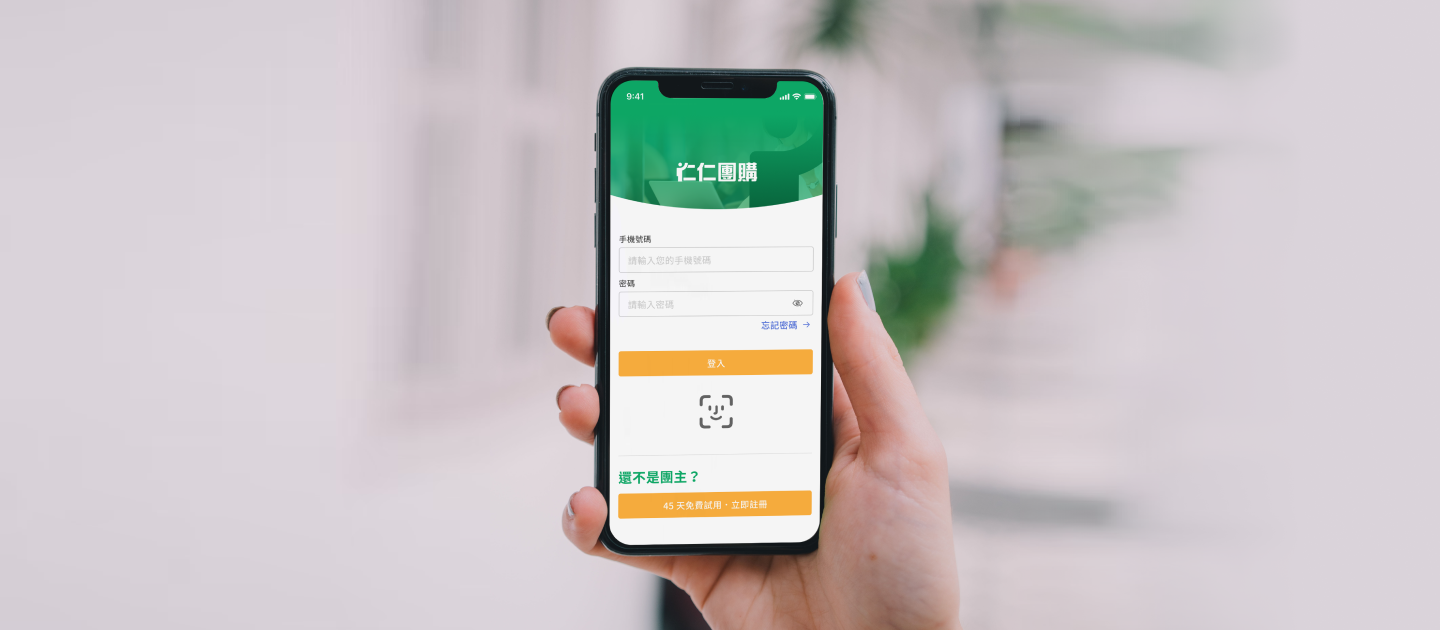 9:41
仁仁團購
手機號碼
請輸入您的手機號碼
密碼
請輸入密碼
忘記密碼 →
登入
還不是團主？
45 天免費試用，立即註冊